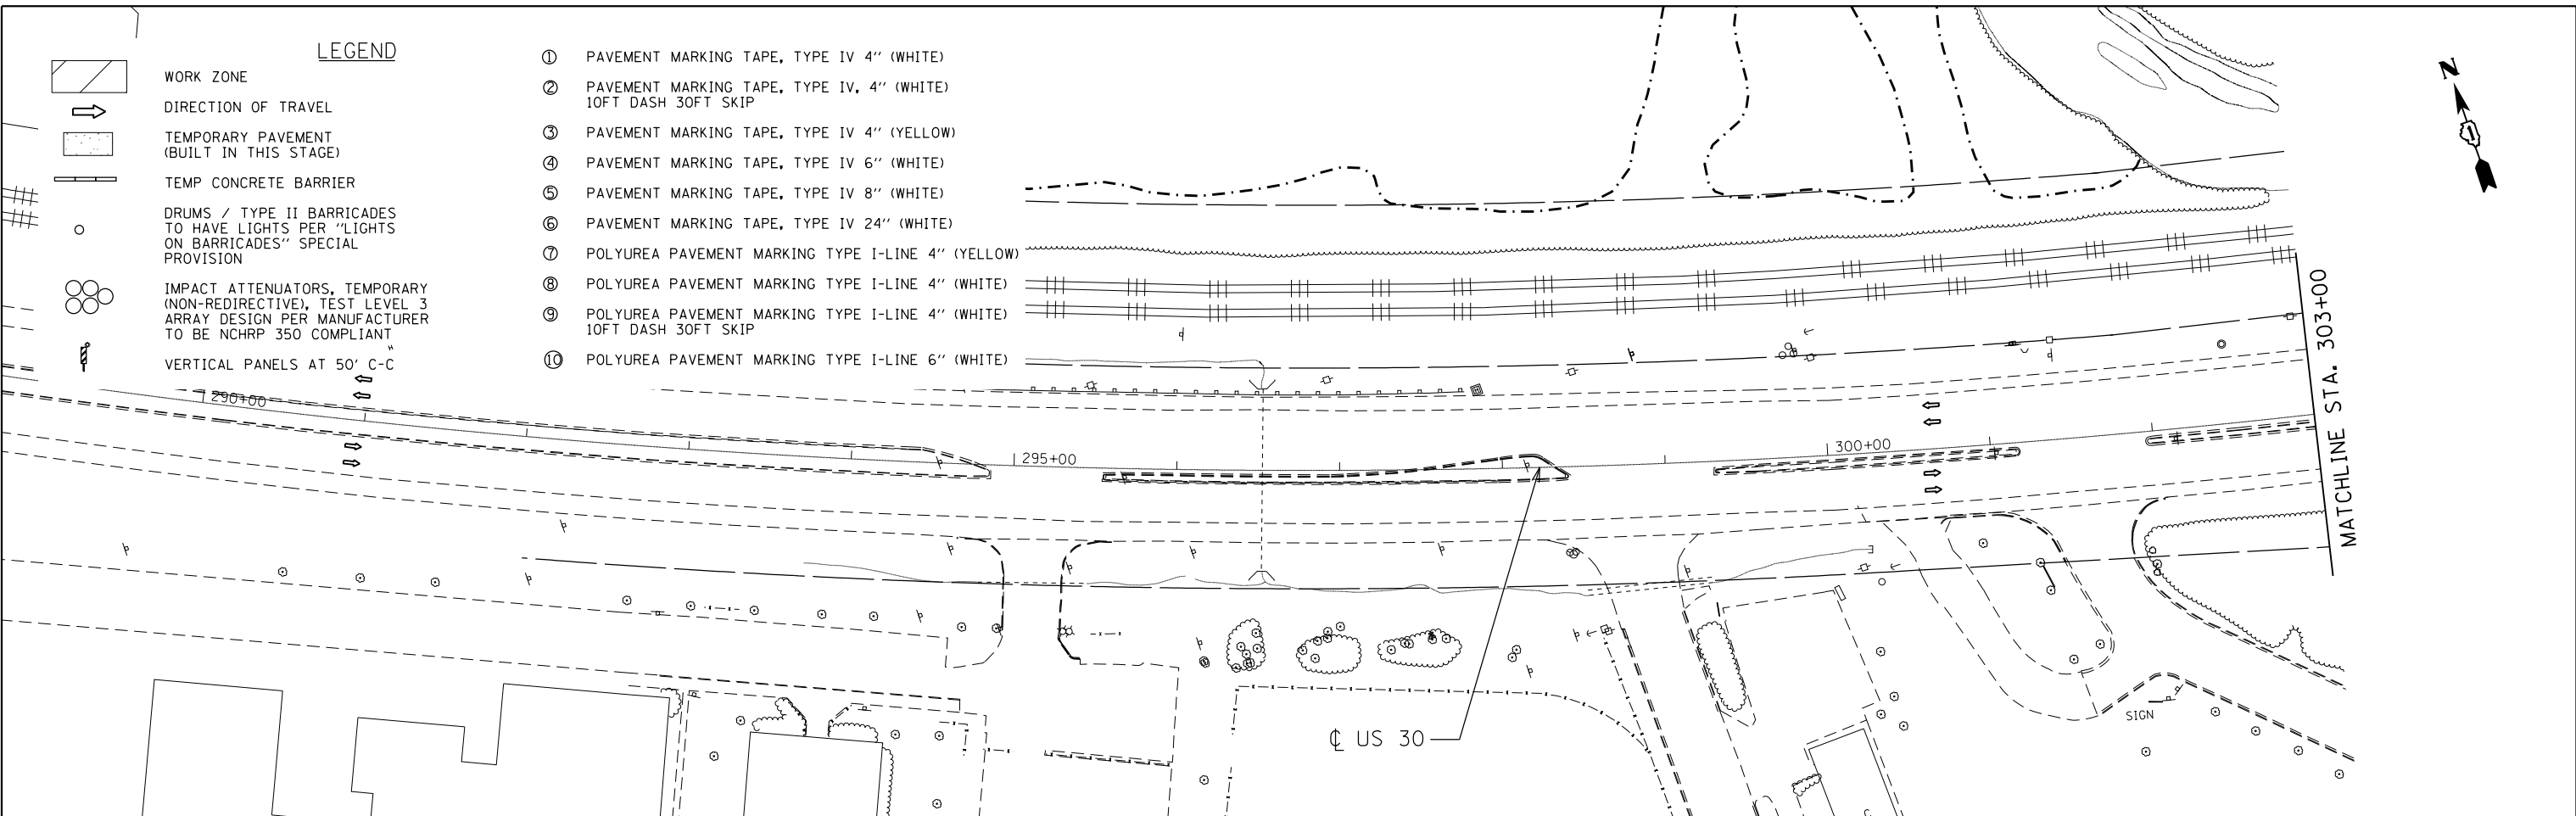 LEGEND
WORK ZONE
DIRECTION OF TRAVEL
TEMPORARY PAVEMENT
(BUILT IN THIS STAGE)
TEMP CONCRETE BARRIER
DRUMS / TYPE II BARRICADES
TO HAVE LIGHTS PER "LIGHTS
ON BARRICADES" SPECIAL
PROVISION
IMPACT ATTENUATORS, TEMPORARY
(NON-REDIRECTIVE), TEST LEVEL 3
ARRAY DESIGN PER MANUFACTURER
TO BE NCHRP 350 COMPLIANT
VERTICAL PANELS AT 50' C-C
1 PAVEMENT MARKING TAPE, TYPE IV 4" (WHITE)
2 PAVEMENT MARKING TAPE, TYPE IV, 4" (WHITE)
10FT DASH 30FT SKIP
3 PAVEMENT MARKING TAPE, TYPE IV 4" (YELLOW)
4 PAVEMENT MARKING TAPE, TYPE IV 6" (WHITE)
5 PAVEMENT MARKING TAPE, TYPE IV 8" (WHITE)
6 PAVEMENT MARKING TAPE, TYPE IV 24" (WHITE)
7 POLYUREA PAVEMENT MARKING TYPE I-LINE 4" (YELLOW)
8 POLYUREA PAVEMENT MARKING TYPE I-LINE 4" (WHITE)
9 POLYUREA PAVEMENT MARKING TYPE I-LINE 4" (WHITE)
10FT DASH 30FT SKIP
10 POLYUREA PAVEMENT MARKING TYPE I-LINE 6" (WHITE)
N
290+00
295+00
300+00
MATCHLINE STA. 303+00
℄ US 30
SIGN